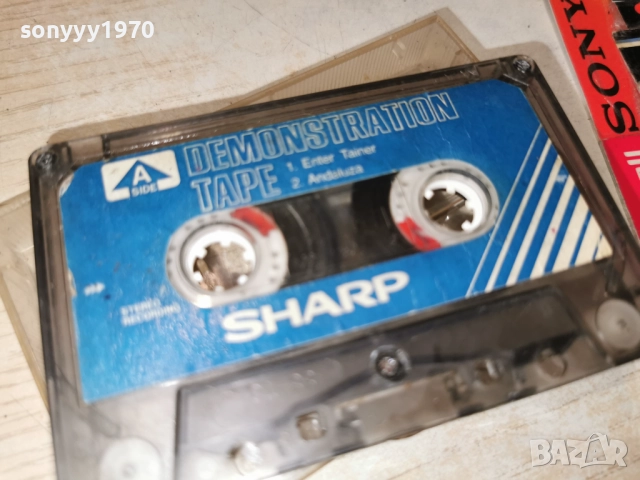 sonyyy1970
A
SIDE
DEMONSTRATION
TAPE
1. Enter Tainer
2. Andaluza
STEREO
RECORDING
SHARP
SONY
BAZAR